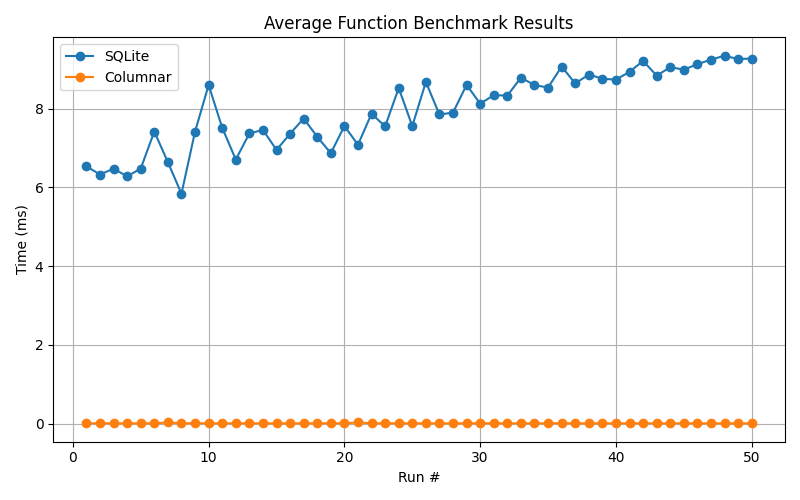 Average Function Benchmark Results
SQLite
Columnar
Time (ms)
8
6
4
2
0
0 10 20 30 40 50
Run #